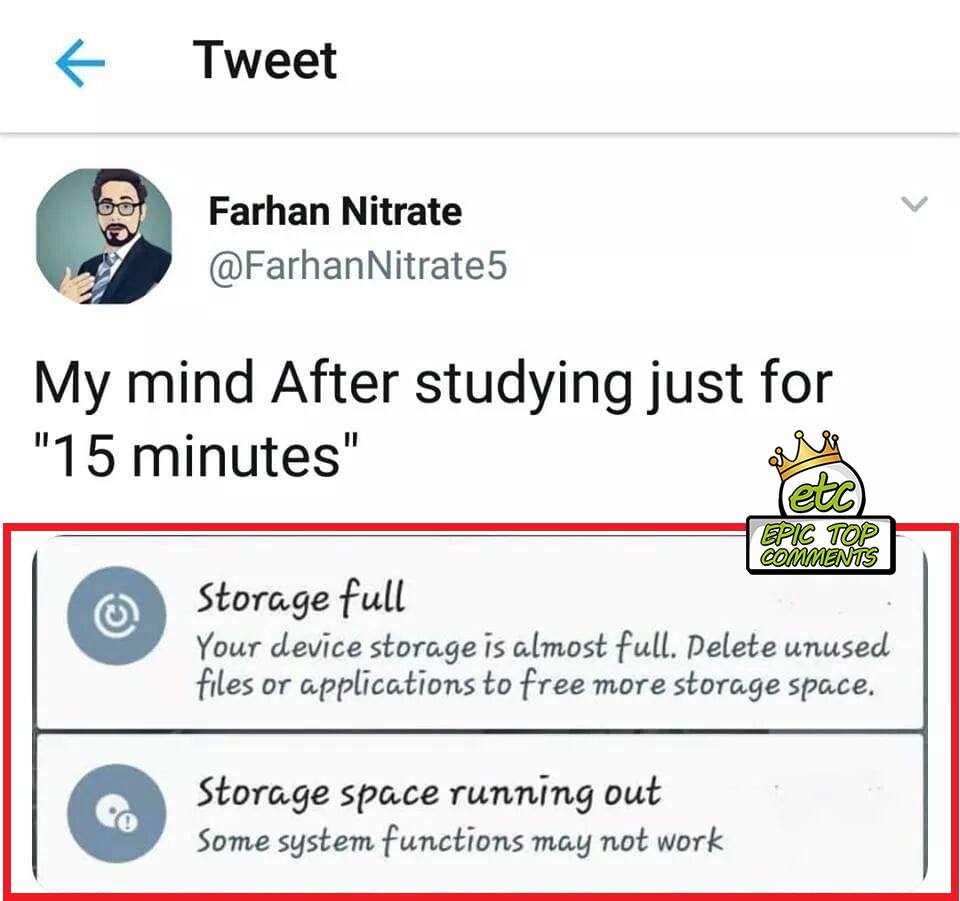 Tweet
Farhan Nitrate
@FarhanNitrate5
My mind After studying just for
"15 minutes"
etc
EPIC TOP
COMMENTS
Storage full
Your device storage is almost full. Delete unused
files or applications to free more storage space.
Storage space running out
Some system functions may not work